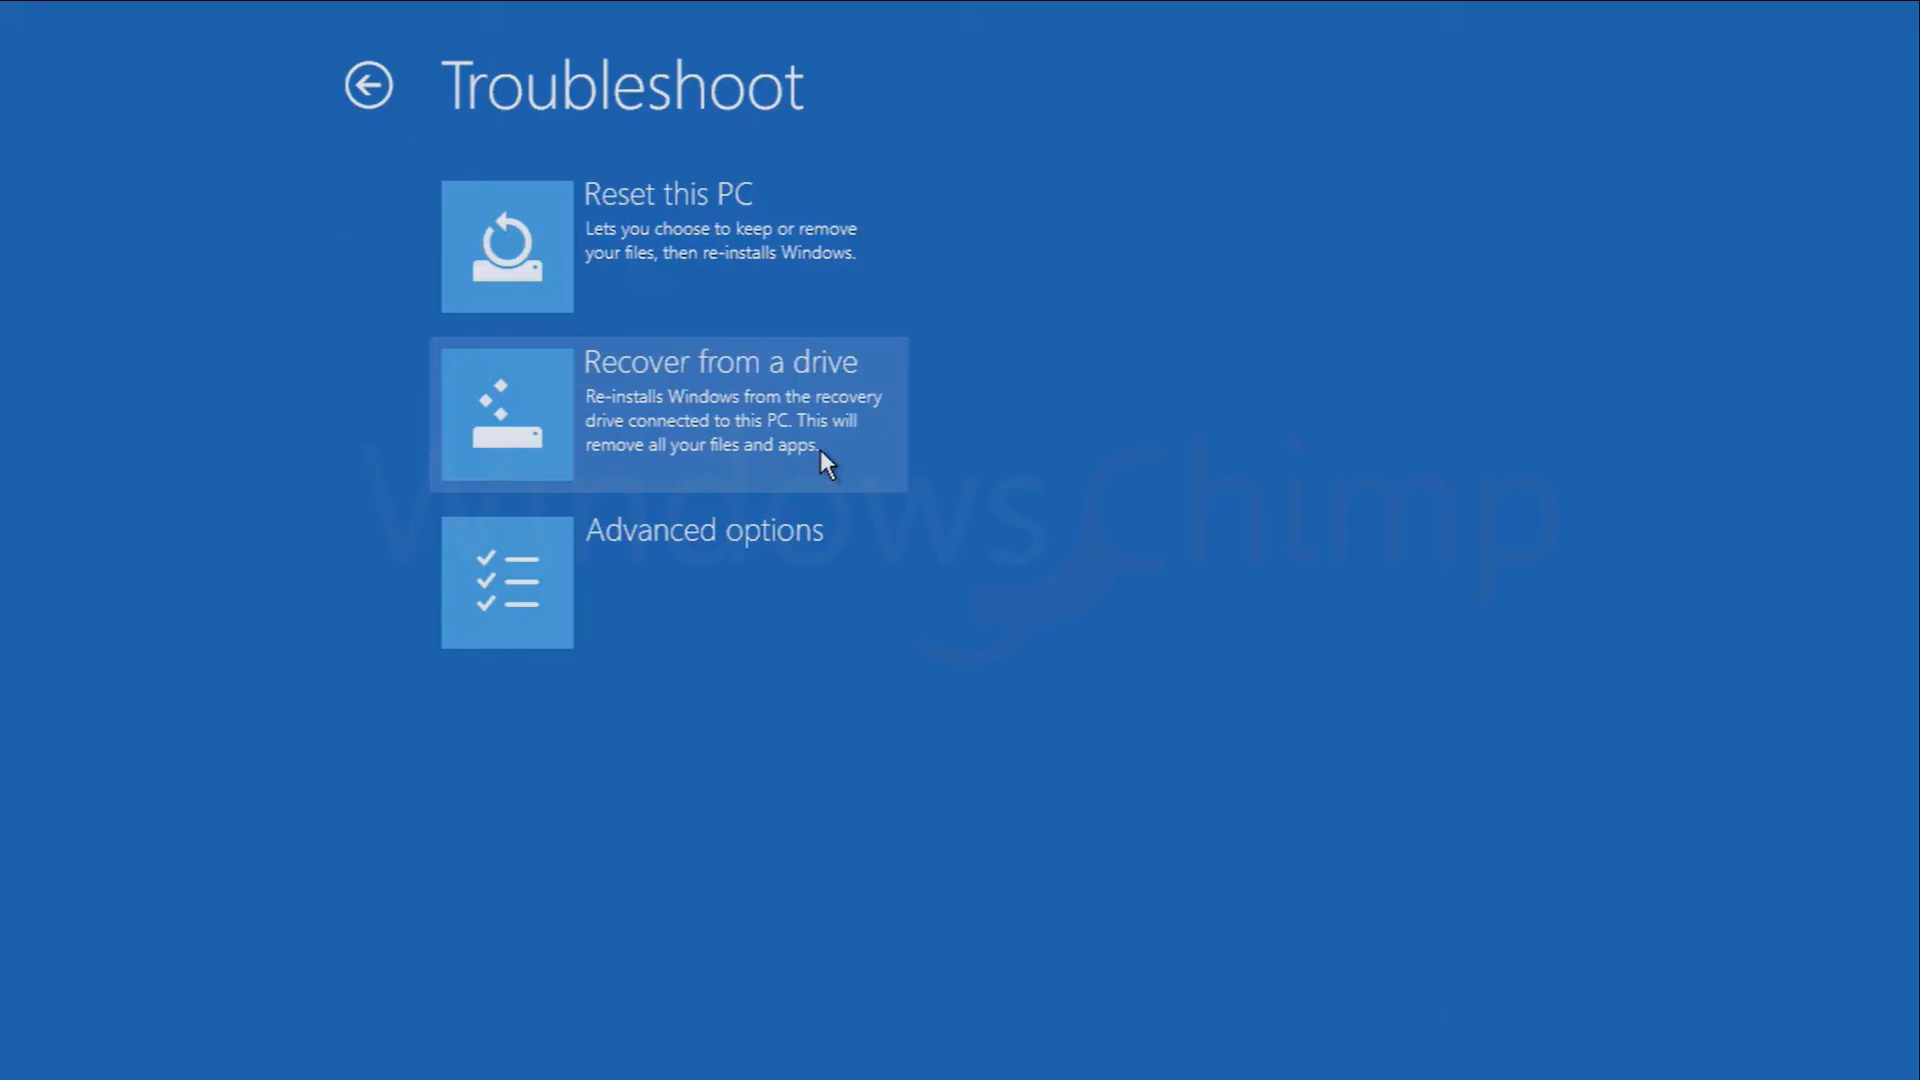 Troubleshoot
Reset this PC
Lets you choose to keep or remove
your files, then re-installs Windows.
Recover from a drive
Re-installs Windows from the recovery
drive connected to this PC. This will
remove all your files and apps.
Advanced options
Windows Chimp